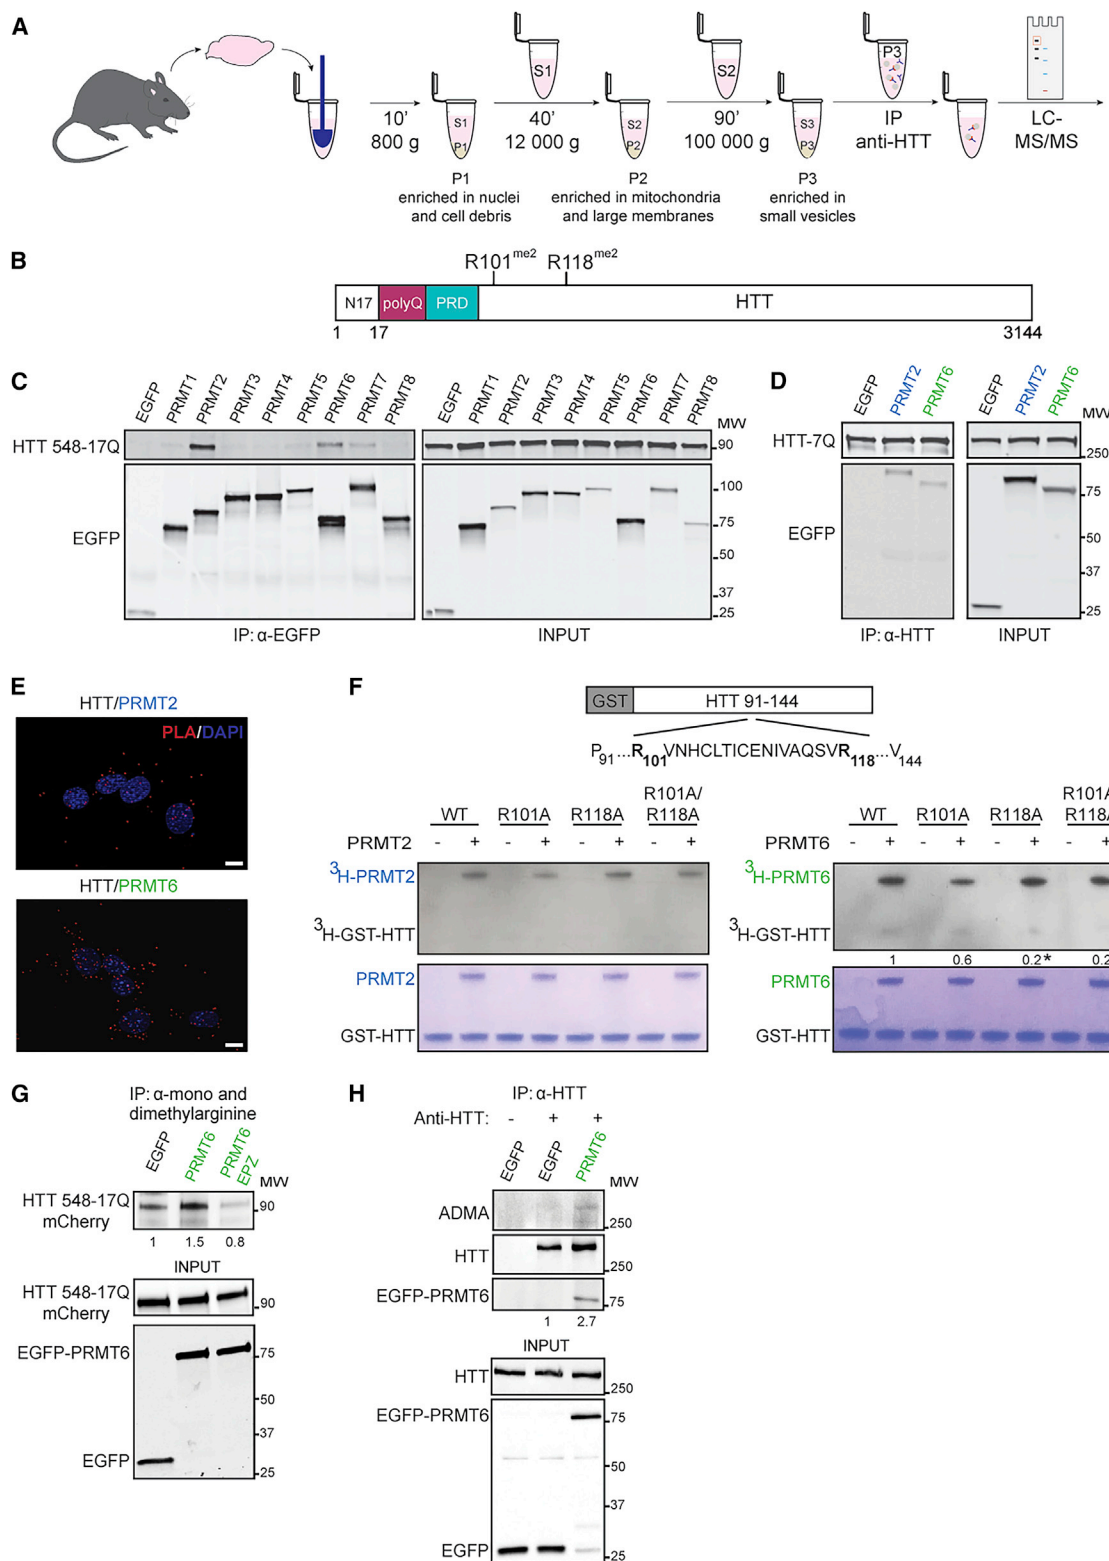 A
S1
S2
P3
10'
800 g
S1
P1
40'
12 000 g
S2
P2
90'
100 000 g
S3
P3
IP
anti-HTT
LC-
MS/MS
P1
enriched in nuclei
and cell debris
P2
enriched in mitochondria
and large membranes
P3
enriched in
small vesicles
B
R101me2
R118me2
N17
polyQ
PRD
HTT
1
17
3144
C
EGFP
PRMT1
PRMT2
PRMT3
PRMT4
PRMT5
PRMT6
PRMT7
PRMT8
EGFP
PRMT1
PRMT2
PRMT3
PRMT4
PRMT5
PRMT6
PRMT7
PRMT8
MW
HTT 548-17Q
90
EGFP
100
75
50
37
25
IP: α-EGFP
INPUT
D
EGFP
PRMT2
PRMT6
EGFP
PRMT2
PRMT6
MW
HTT-7Q
250
EGFP
75
50
37
25
IP: α-HTT
INPUT
E
HTT/PRMT2
PLA/DAPI
HTT/PRMT6
F
GST
HTT 91-144
P91...R101VNHCLTICENIVAQSVR118...V144
WT
R101A
R118A
R101A/
R118A
PRMT2
- + - + - + - +
3H-PRMT2
3H-GST-HTT
PRMT2
GST-HTT
WT
R101A
R118A
R101A/
R118A
PRMT6
- + - + - + - +
3H-PRMT6
3H-GST-HTT
1 0.6 0.2* 0.2
PRMT6
GST-HTT
G
IP: α-mono and
dimethylarginine
EGFP
PRMT6
PRMT6
EPZ
MW
HTT 548-17Q
mCherry
90
1 1.5 0.8
INPUT
HTT 548-17Q
mCherry
90
EGFP-PRMT6
75
50
37
EGFP
25
H
IP: α-HTT
Anti-HTT: - + +
EGFP
EGFP
PRMT6
MW
ADMA
250
HTT
250
EGFP-PRMT6
75
1 2.7
INPUT
HTT
250
EGFP-PRMT6
75
50
37
EGFP
25